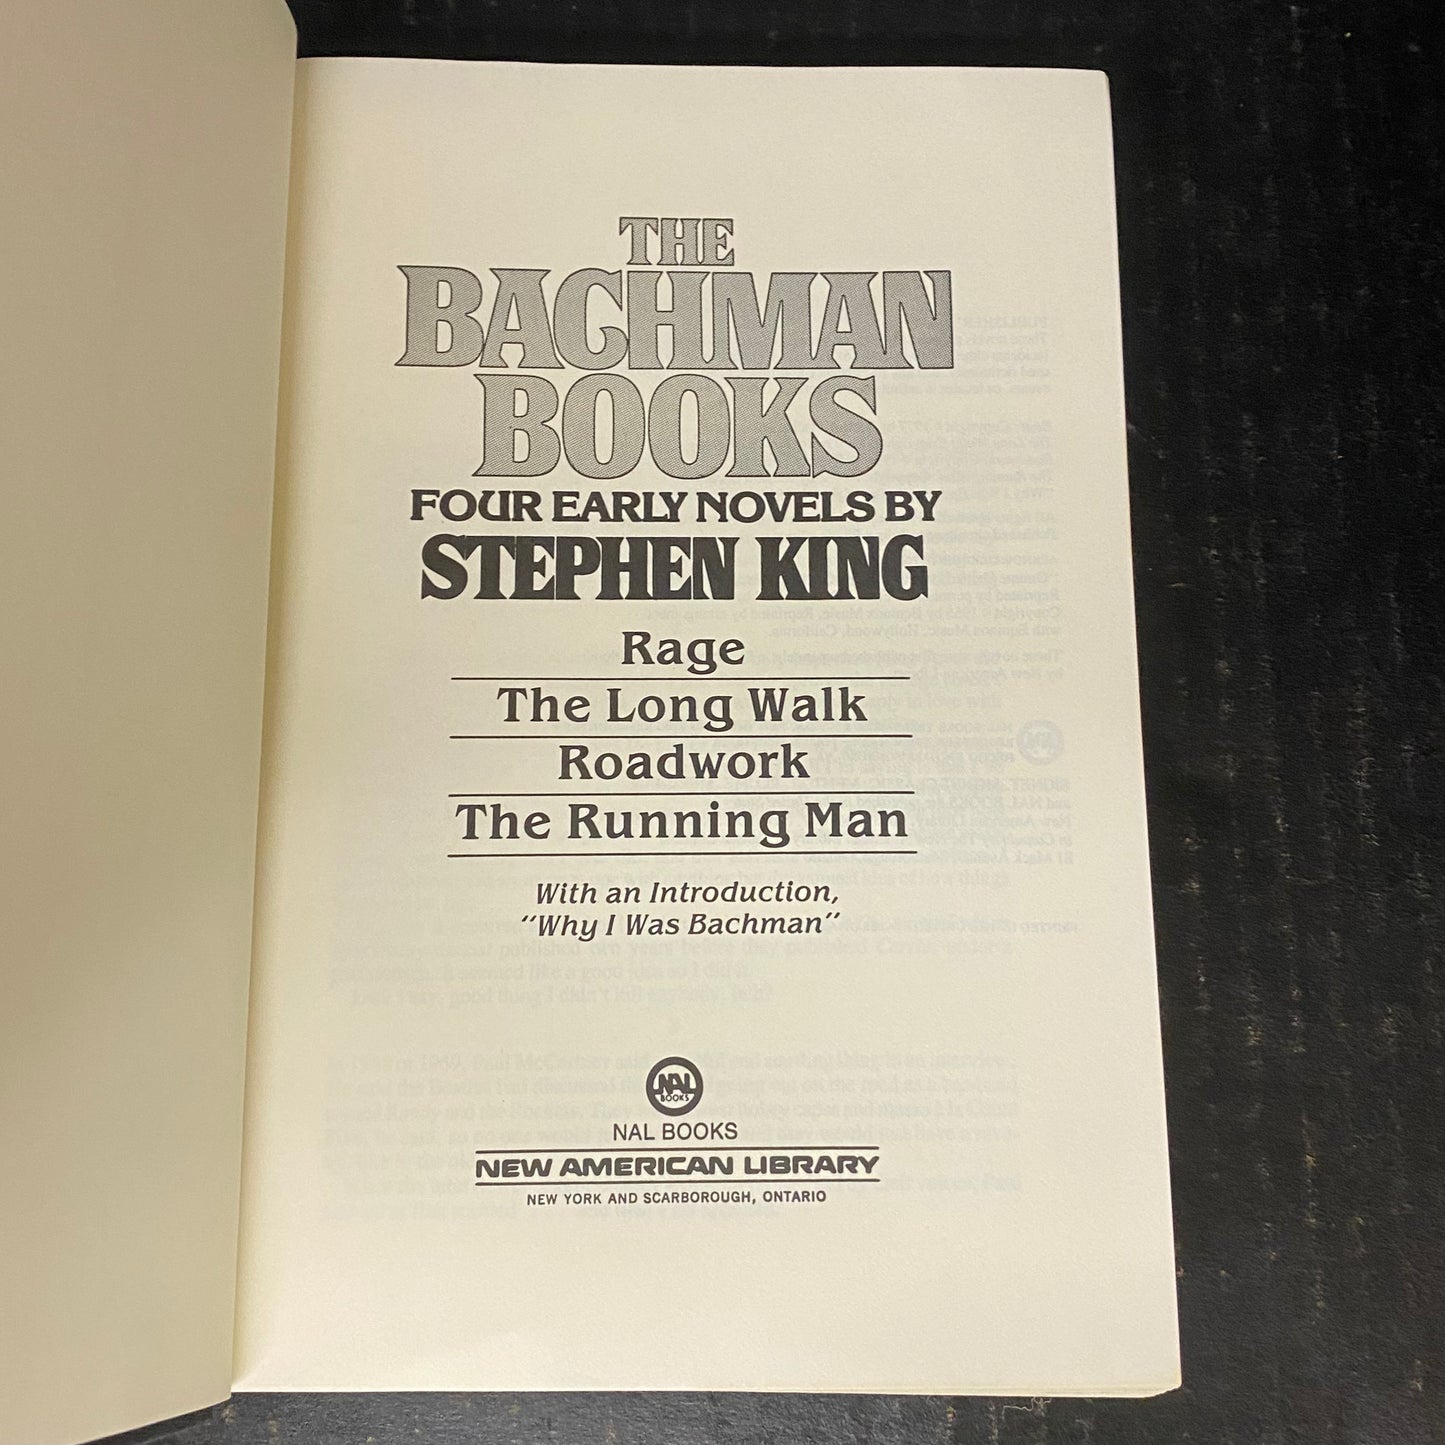 THE
BACHMAN
BOOKS
FOUR EARLY NOVELS BY
STEPHEN KING
Rage
The Long Walk
Roadwork
The Running Man
With an Introduction,
"Why I Was Bachman"
NAL
BOOKS
NAL BOOKS
NEW AMERICAN LIBRARY
NEW YORK AND SCARBOROUGH, ONTARIO